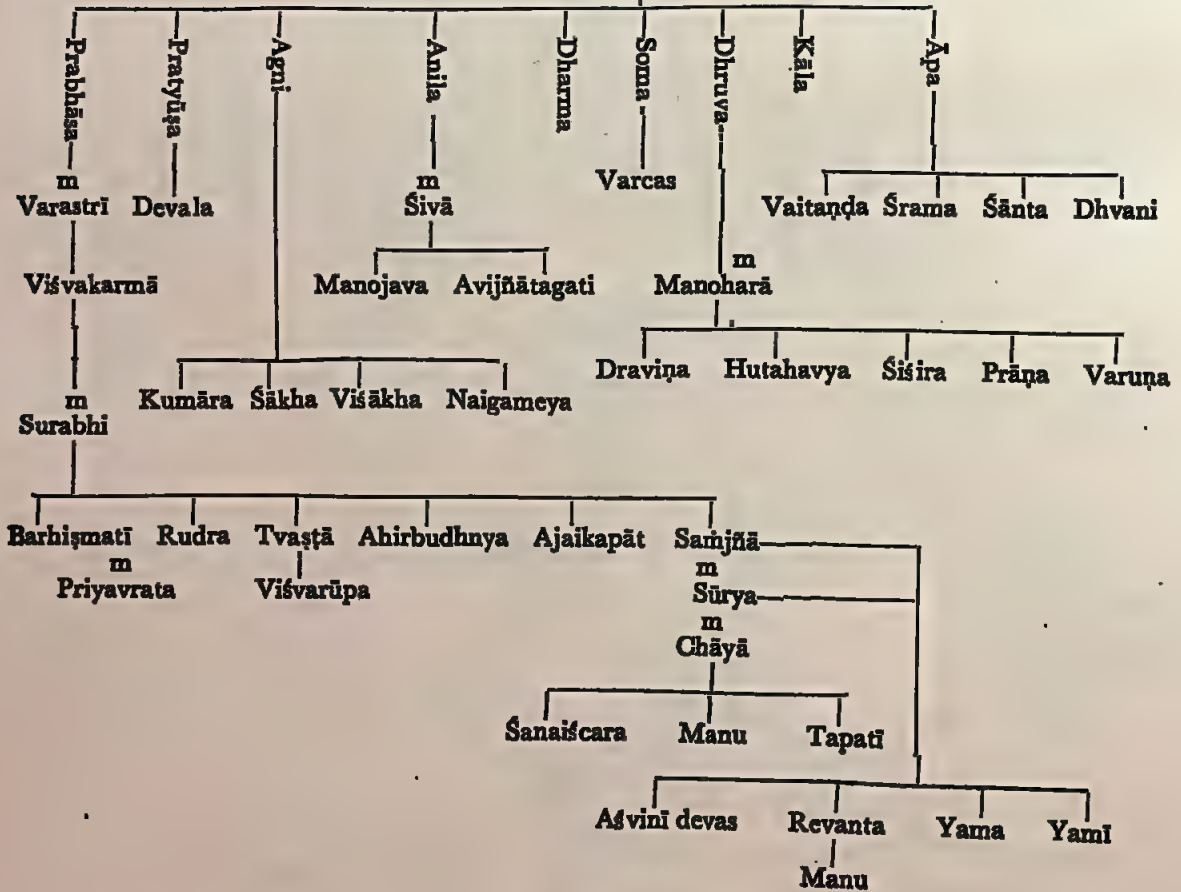 Prabhāsa Pratyūṣa Agni Anila Dharma Soma Dhruva Kāla Āpa
m m
Varastrī Devala Śivā Varcas Vaitaṇḍa Śrama Śānta Dhvani
m
Viśvakarmā Manojava Avijñātagati Manoharā
Draviṇa Hutahavya Śiśira Prāṇa Varuṇa
m Kumāra Śākha Viśākha Naigameya
Surabhi
Barhiṣmatī Rudra Tvaṣṭā Ahirbudhnya Ajaikapāt Saṁjñā
m m
Priyavrata Viśvarūpa Sūrya
m
Chāyā
Śanaiścara Manu Tapatī
Aśvinī devas Revanta Yama Yamī
Manu